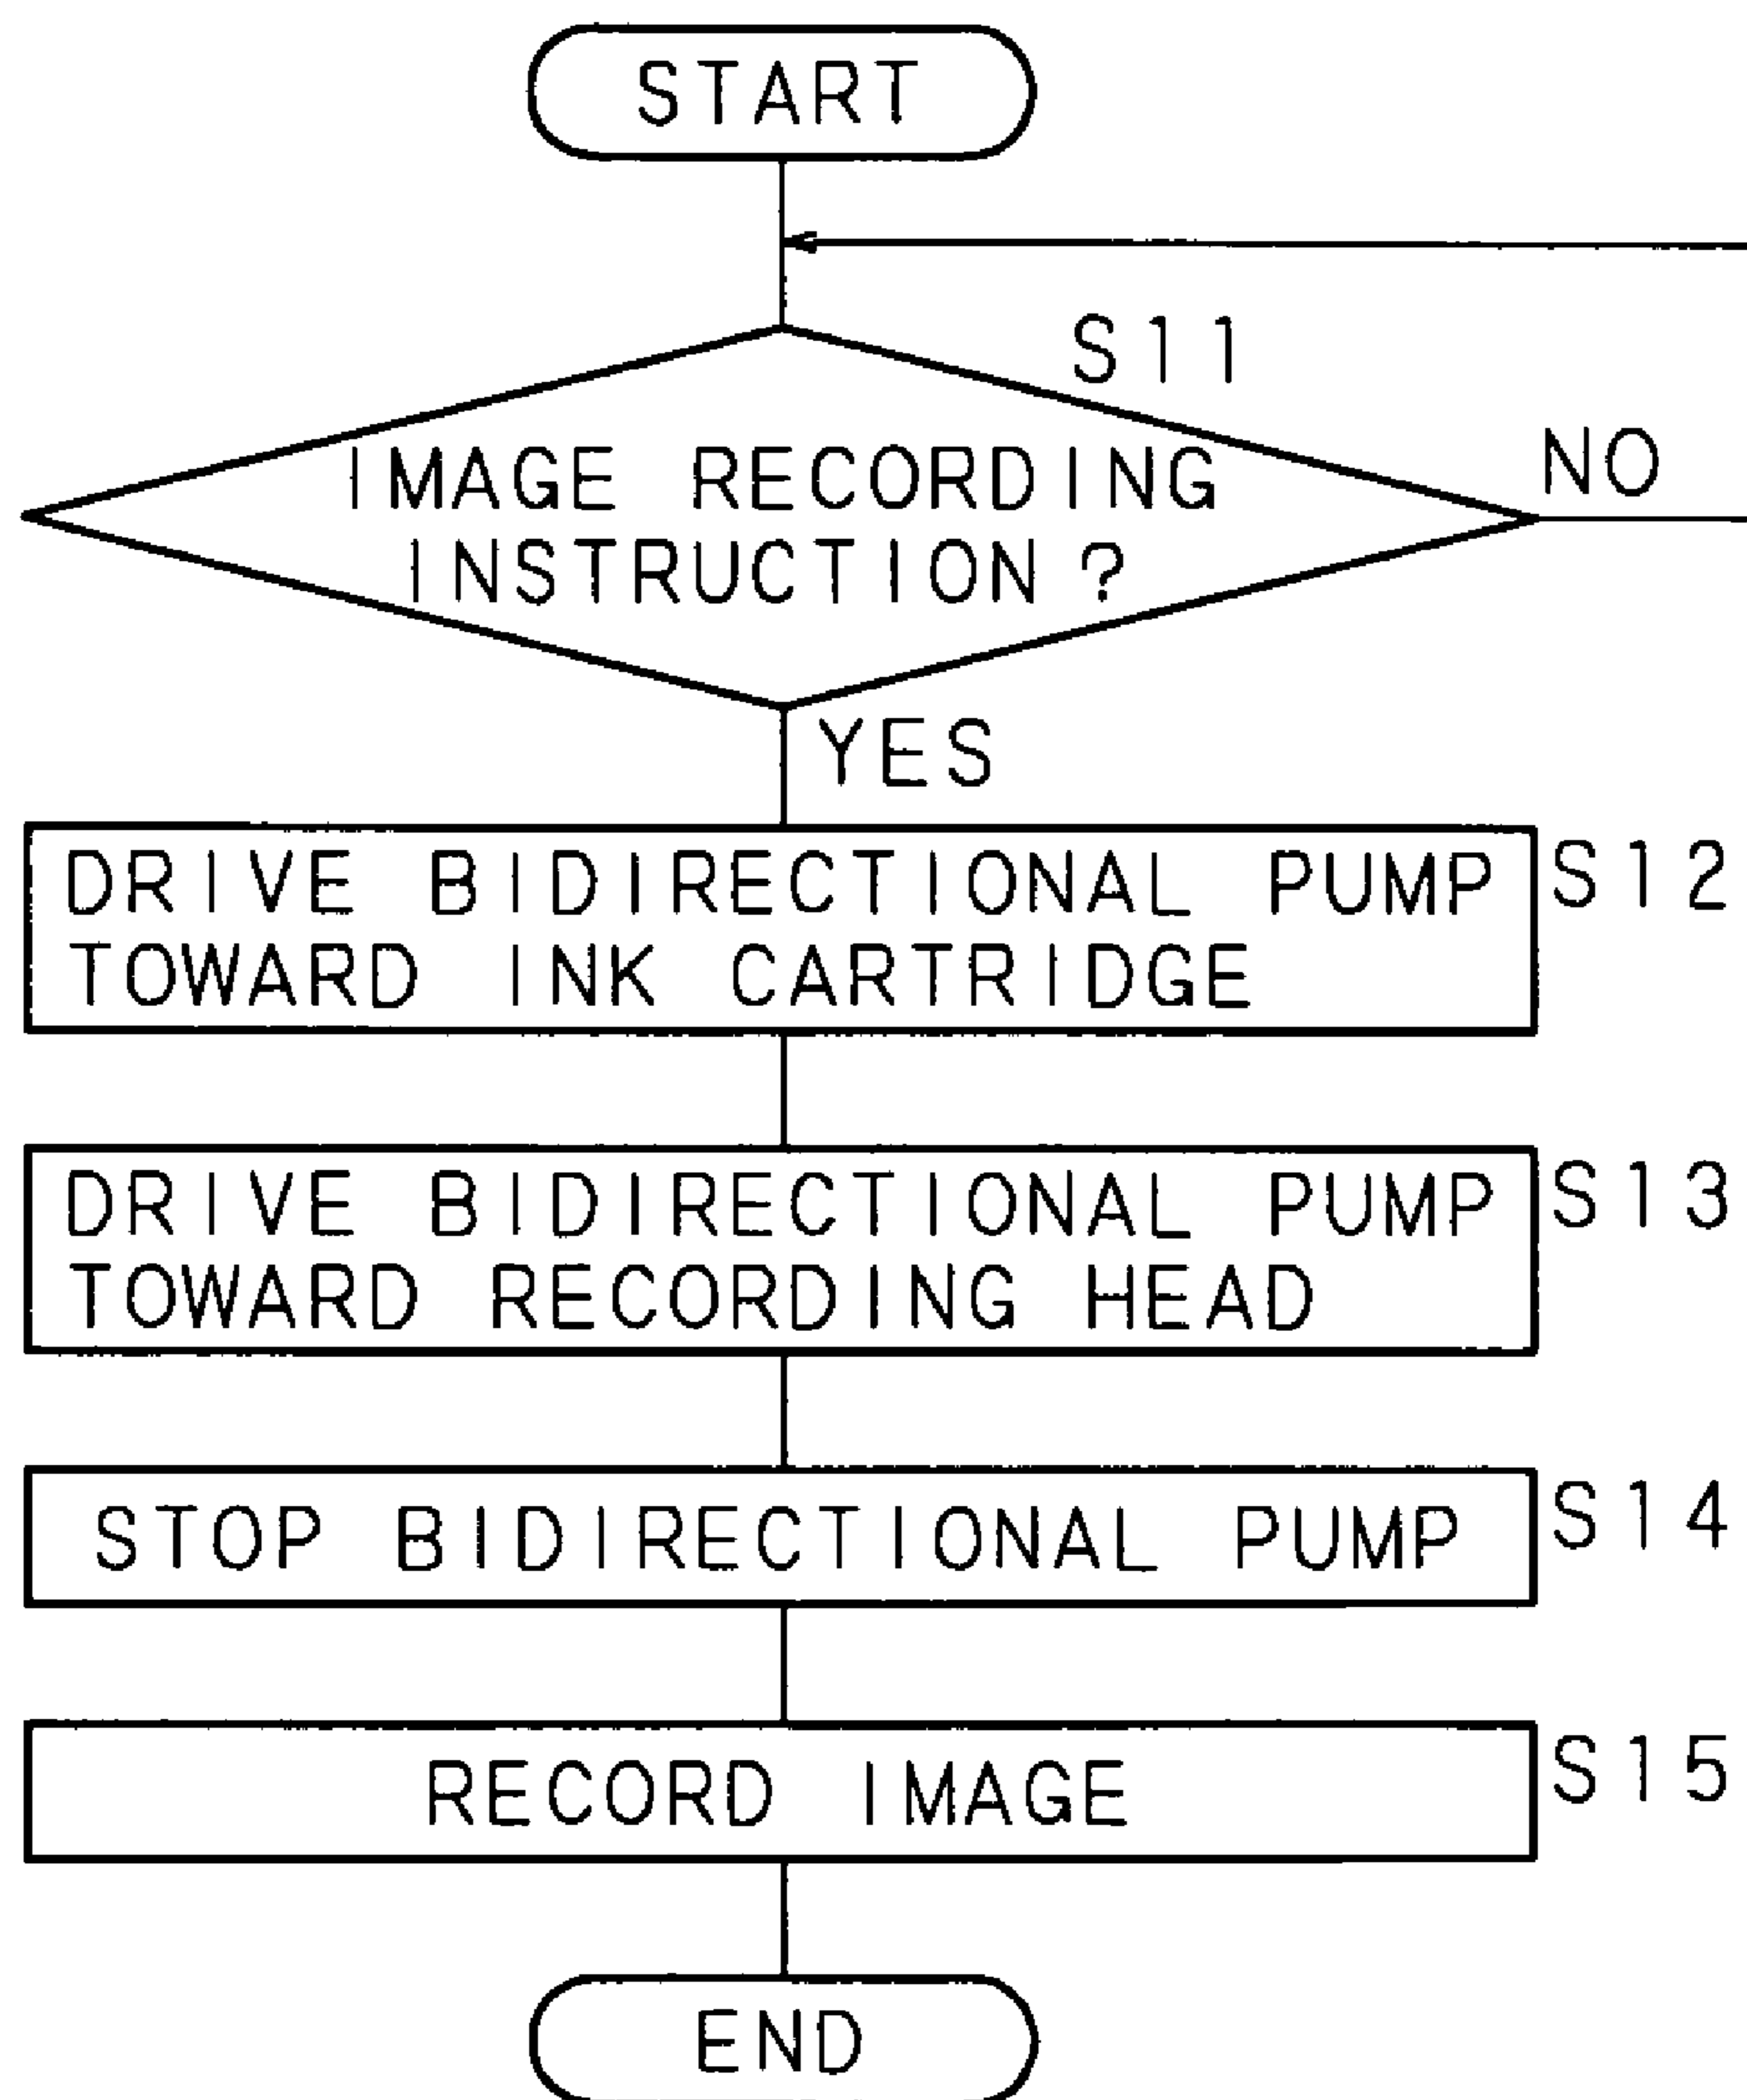 START
S11
IMAGE RECORDING
INSTRUCTION?
NO
YES
DRIVE BIDIRECTIONAL PUMP
TOWARD INK CARTRIDGE
S12
DRIVE BIDIRECTIONAL PUMP
TOWARD RECORDING HEAD
S13
STOP BIDIRECTIONAL PUMP
S14
RECORD IMAGE
S15
END